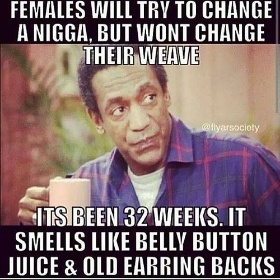 FEMALES WILL TRY TO CHANGE
A NIGGA, BUT WONT CHANGE
THEIR WEAVE
@flyarsociety
ITS BEEN 32 WEEKS. IT
SMELLS LIKE BELLY BUTTON
JUICE & OLD EARRING BACKS